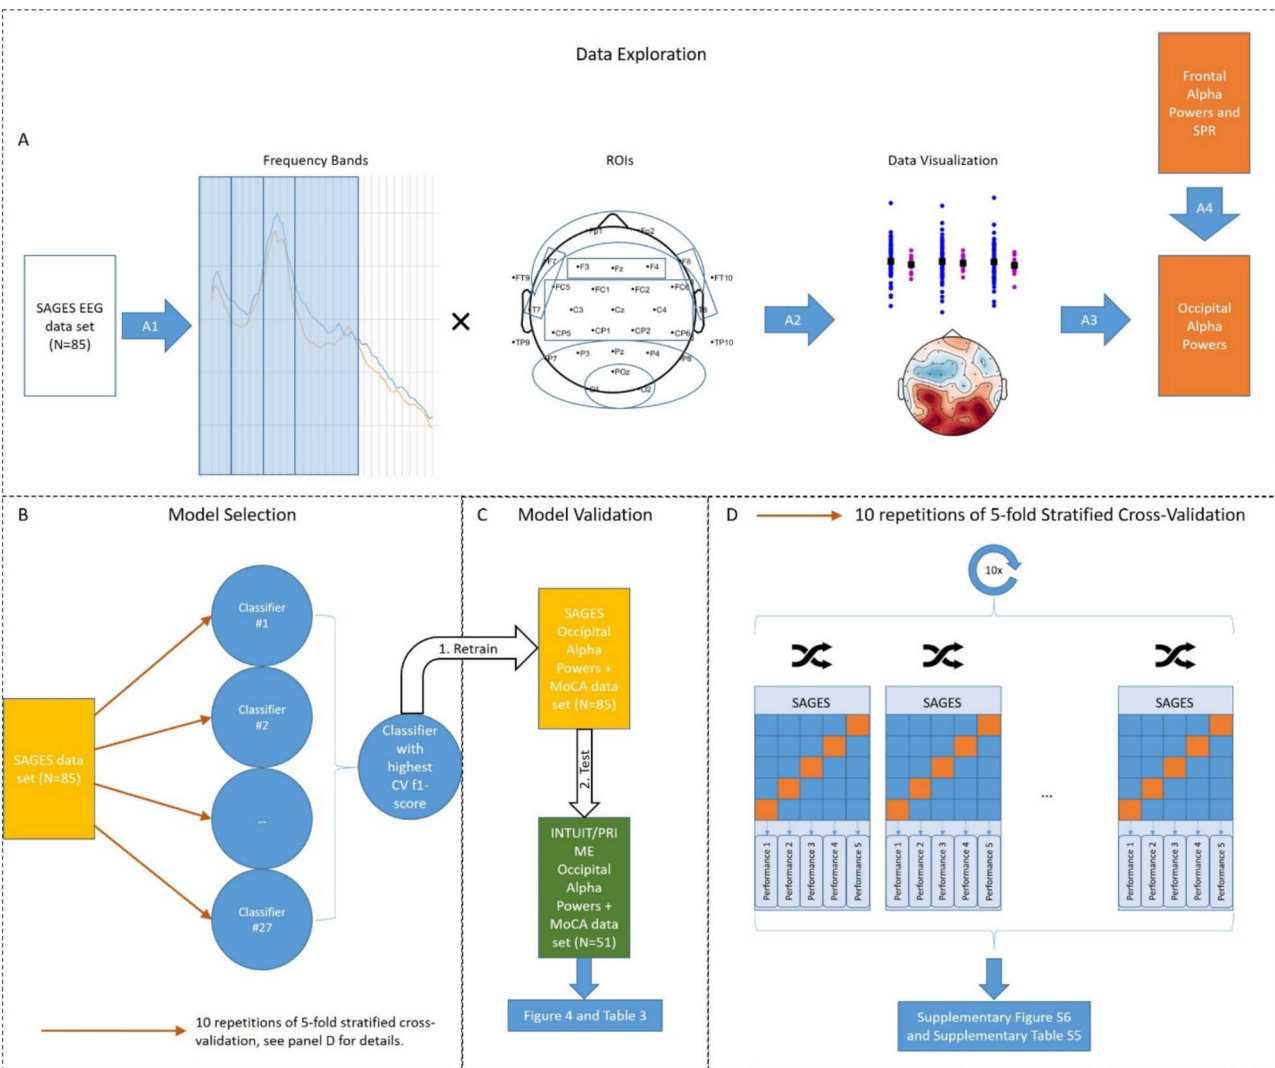 Data Exploration
A
Frequency Bands
ROIs
Data Visualization
Frontal
Alpha
Powers and
SPR
A4
SAGES EEG
data set
(N=85)
A1
Fp1
Fp2
F7
F3
Fz
F4
F8
FT9
FT10
FC5
FC1
FC2
FC6
T7
C3
Cz
C4
T8
CP5
CP1
CP2
CP6
TP9
TP10
P7
P3
Pz
P4
P8
POz
O1
O2
A2
A3
Occipital
Alpha
Powers
B
Model Selection
SAGES data
set (N=85)
Classifier
#1
Classifier
#2
...
Classifier
#27
Classifier
with
highest
CV f1-
score
10 repetitions of 5-fold stratified cross-
validation, see panel D for details.
C
Model Validation
1. Retrain
SAGES
Occipital
Alpha
Powers +
MoCA data
set (N=85)
2. Test
INTUIT/PRI
ME
Occipital
Alpha
Powers +
MoCA data
set (N=51)
Figure 4 and Table 3
D
10 repetitions of 5-fold Stratified Cross-Validation
10x
SAGES
Performance 1
Performance 2
Performance 3
Performance 4
Performance 5
SAGES
Performance 1
Performance 2
Performance 3
Performance 4
Performance 5
...
SAGES
Performance 1
Performance 2
Performance 3
Performance 4
Performance 5
Supplementary Figure S6
and Supplementary Table S5